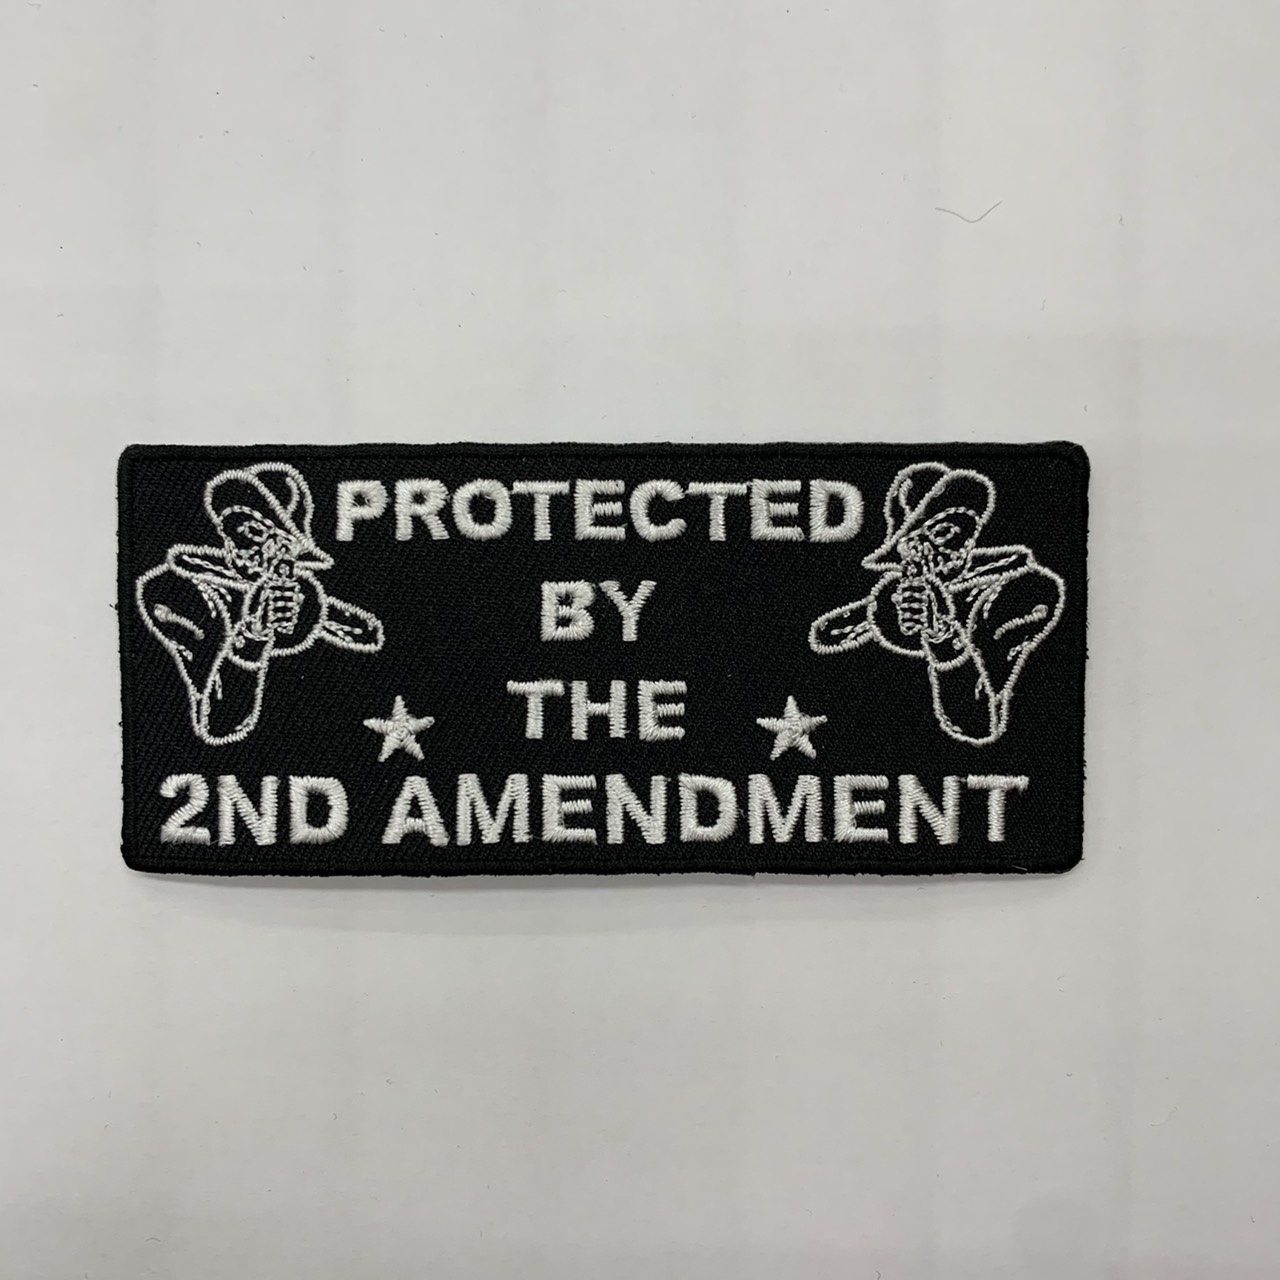 PROTECTED
BY
THE
2ND AMENDMENT